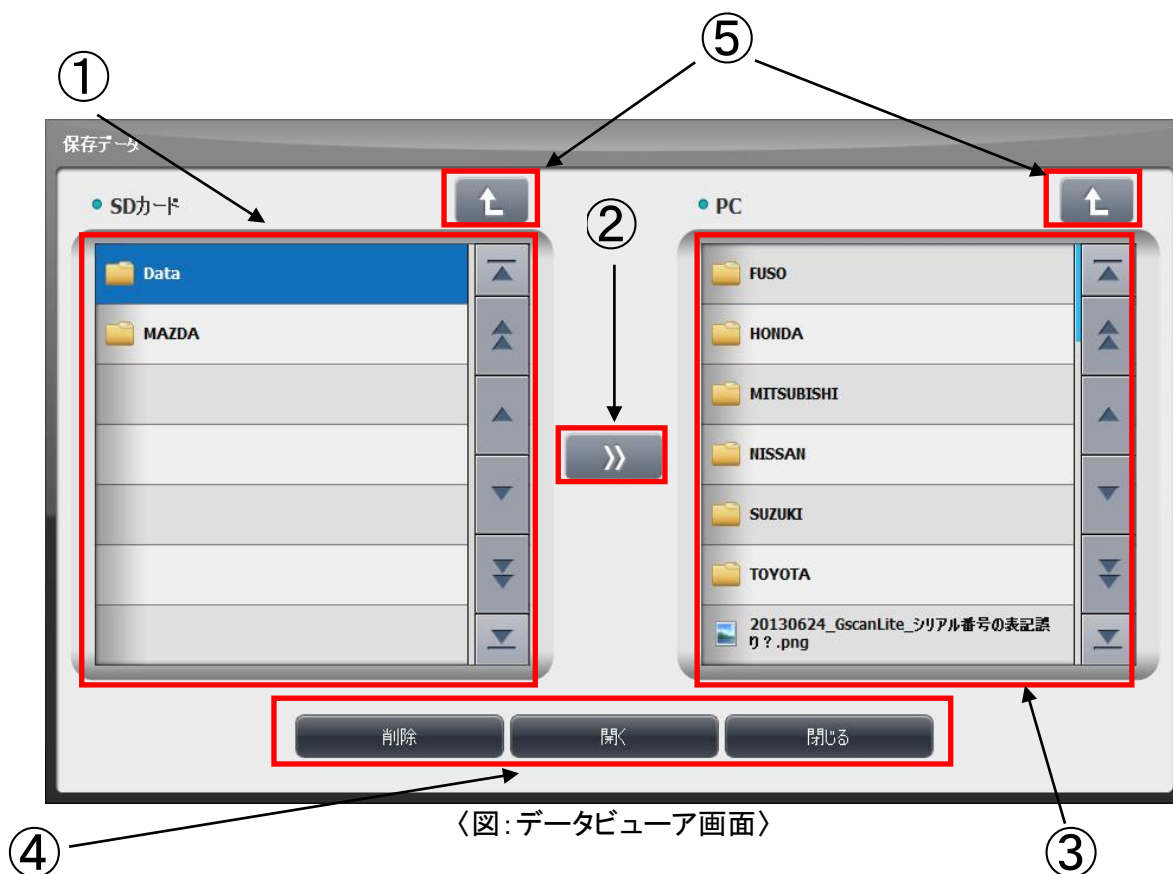 ⑤
①
保存データ
SDカード
②
PC
Data
MAZDA
FUSO
HONDA
MITSUBISHI
NISSAN
SUZUKI
TOYOTA
20130624_GscanLite_シリアル番号の表記誤
り?.png
削除
開く
閉じる
〈図:データビューア画面〉
④
③